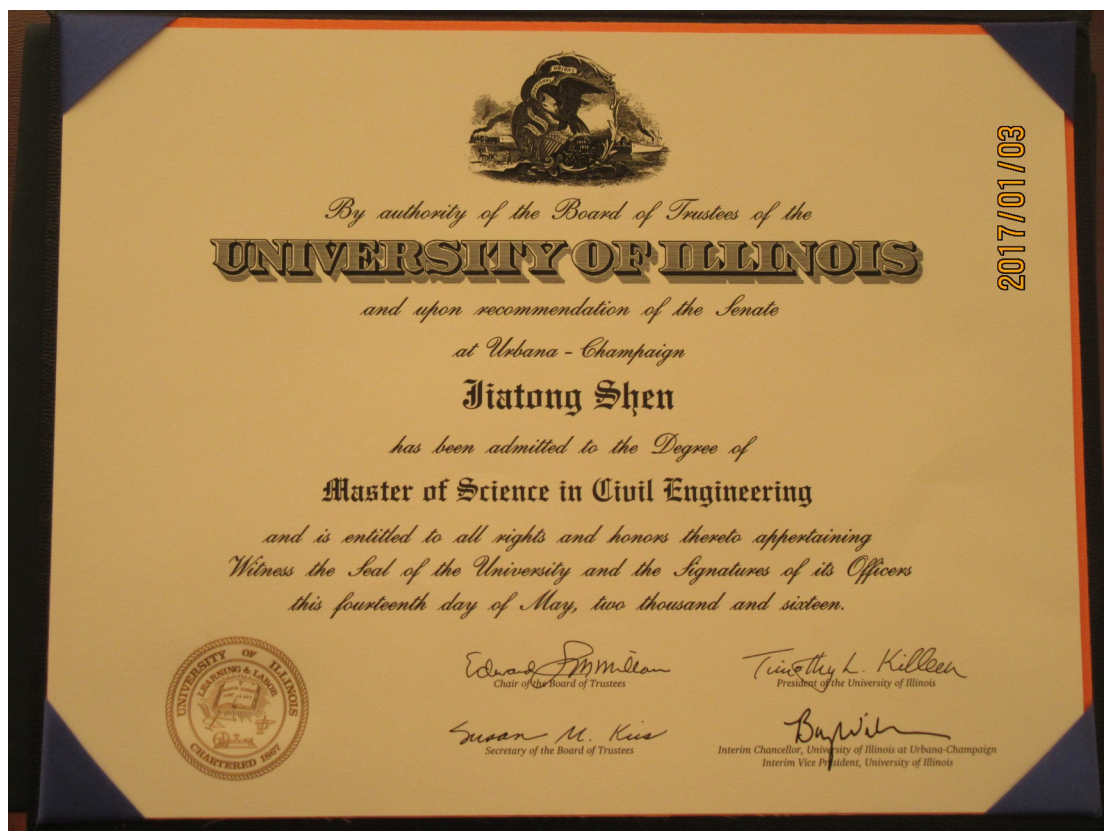 By authority of the Board of Trustees of the
UNIVERSITY OF ILLINOIS
and upon recommendation of the Senate
at Urbana - Champaign
Jiatong Shen
has been admitted to the Degree of
Master of Science in Civil Engineering
and is entitled to all rights and honors thereto appertaining
Witness the Seal of the University and the Signatures of its Officers
this fourteenth day of May, two thousand and sixteen.
Edward
Chair of the Board of Trustees
Timothy L. Killeen
President of the University of Illinois
Susan M. Kies
Secretary of the Board of Trustees
Interim Chancellor, University of Illinois at Urbana-Champaign
Interim Vice President, University of Illinois
UNIVERSITY OF ILLINOIS
LEARNING & LABOR
CHARTERED 1867
2017/01/03